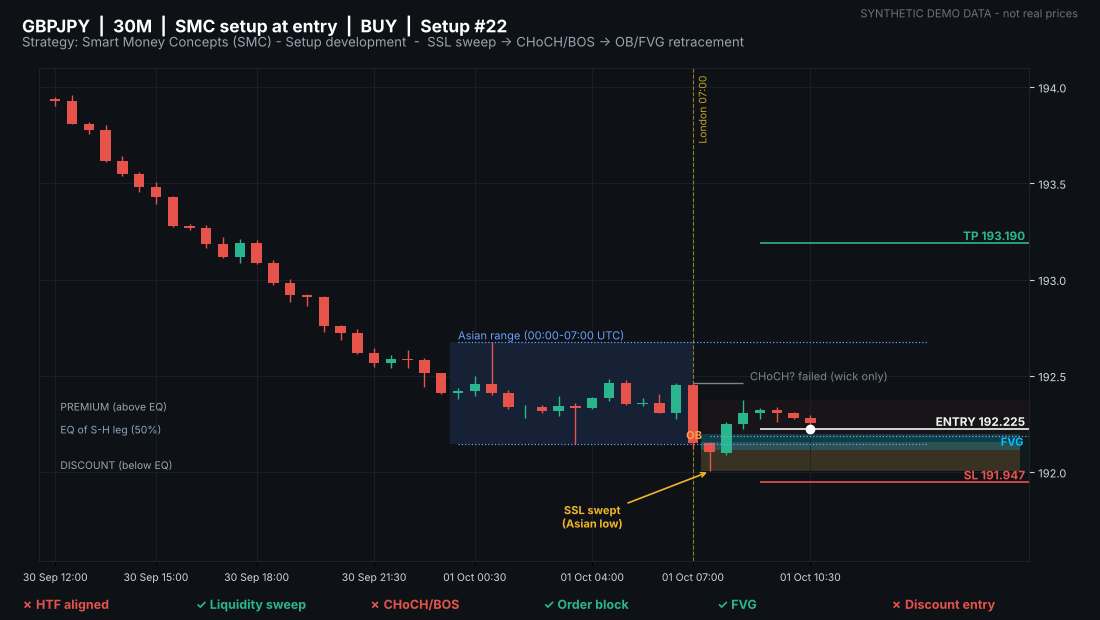 GBPJPY | 30M | SMC setup at entry | BUY | Setup #22
SYNTHETIC DEMO DATA - not real prices
Strategy: Smart Money Concepts (SMC) - Setup development - SSL sweep → CHoCH/BOS → OB/FVG retracement
London 07:00
194.0
193.5
TP 193.190
193.0
Asian range (00:00-07:00 UTC)
CHoCH? failed (wick only)
192.5
PREMIUM (above EQ)
ENTRY 192.225
EQ of S-H leg (50%)
OB
FVG
DISCOUNT (below EQ)
192.0
SL 191.947
SSL swept
(Asian low)
30 Sep 12:00 30 Sep 15:00 30 Sep 18:00 30 Sep 21:30 01 Oct 00:30 01 Oct 04:00 01 Oct 07:00 01 Oct 10:30
× HTF aligned ✓ Liquidity sweep × CHoCH/BOS ✓ Order block ✓ FVG × Discount entry